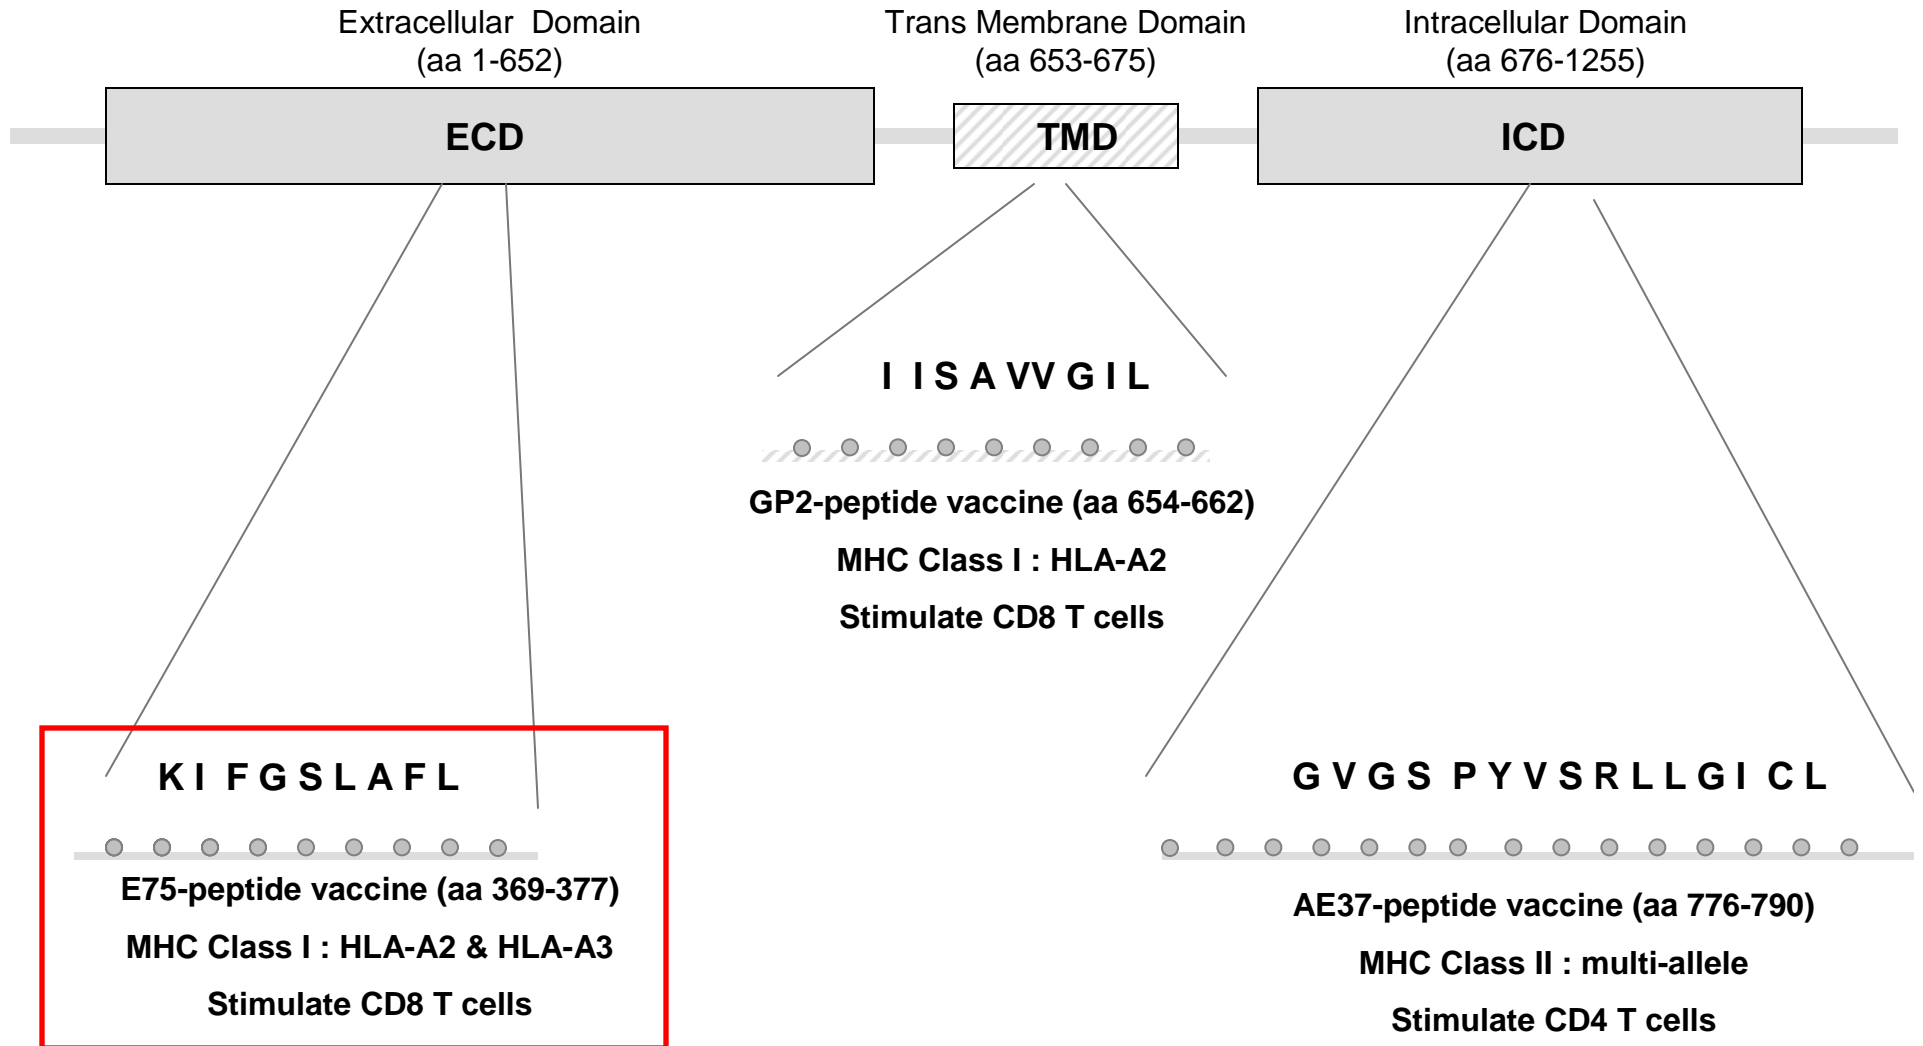 Extracellular Domain
(aa 1-652)
Trans Membrane Domain
(aa 653-675)
Intracellular Domain
(aa 676-1255)
ECD
TMD
ICD
I I S A VV G I L
GP2-peptide vaccine (aa 654-662)
MHC Class I : HLA-A2
Stimulate CD8 T cells
K I F G S L A F L
E75-peptide vaccine (aa 369-377)
MHC Class I : HLA-A2 & HLA-A3
Stimulate CD8 T cells
G V G S P Y V S R L L G I C L
AE37-peptide vaccine (aa 776-790)
MHC Class II : multi-allele
Stimulate CD4 T cells